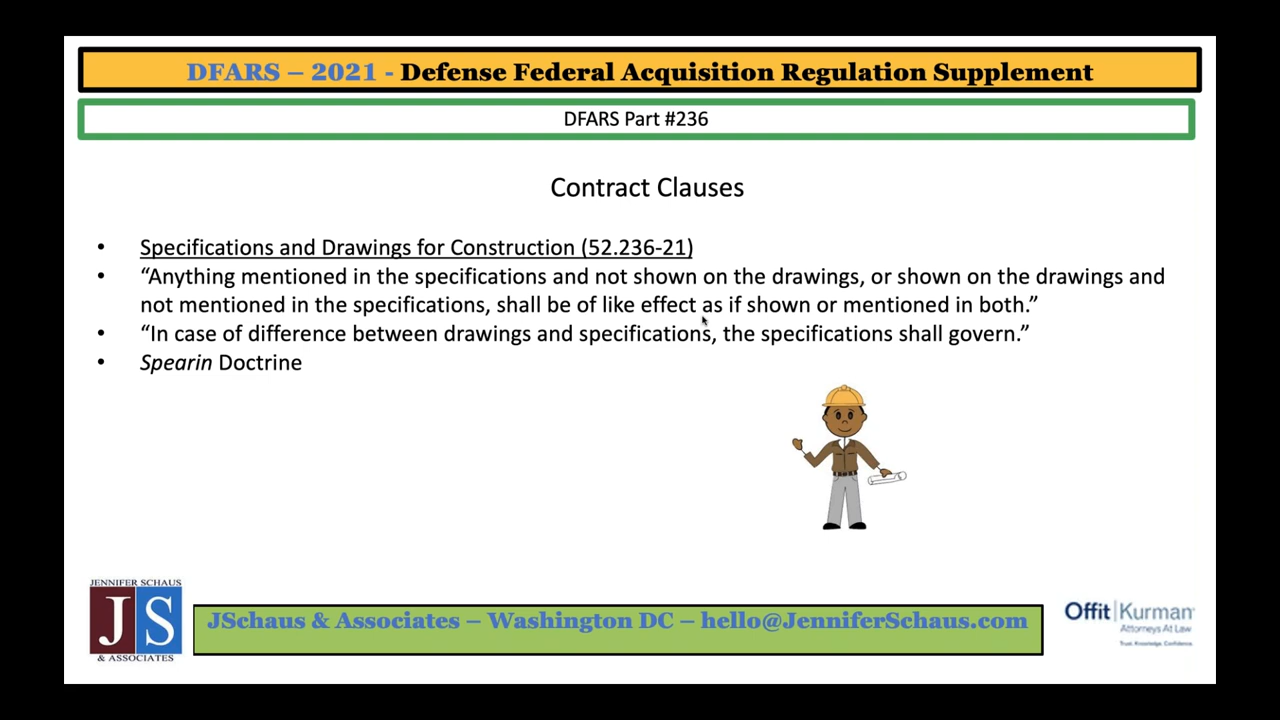 DFARS – 2021 - Defense Federal Acquisition Regulation Supplement
DFARS Part #236
Contract Clauses
• Specifications and Drawings for Construction (52.236-21)
• “Anything mentioned in the specifications and not shown on the drawings, or shown on the drawings and
not mentioned in the specifications, shall be of like effect as if shown or mentioned in both.”
• “In case of difference between drawings and specifications, the specifications shall govern.”
• Spearin Doctrine
JENNIFER SCHAUS
JS
& ASSOCIATES
JSchaus & Associates – Washington DC – hello@JenniferSchaus.com
Offit|Kurman
Attorneys At Law
Trust. Knowledge. Confidence.